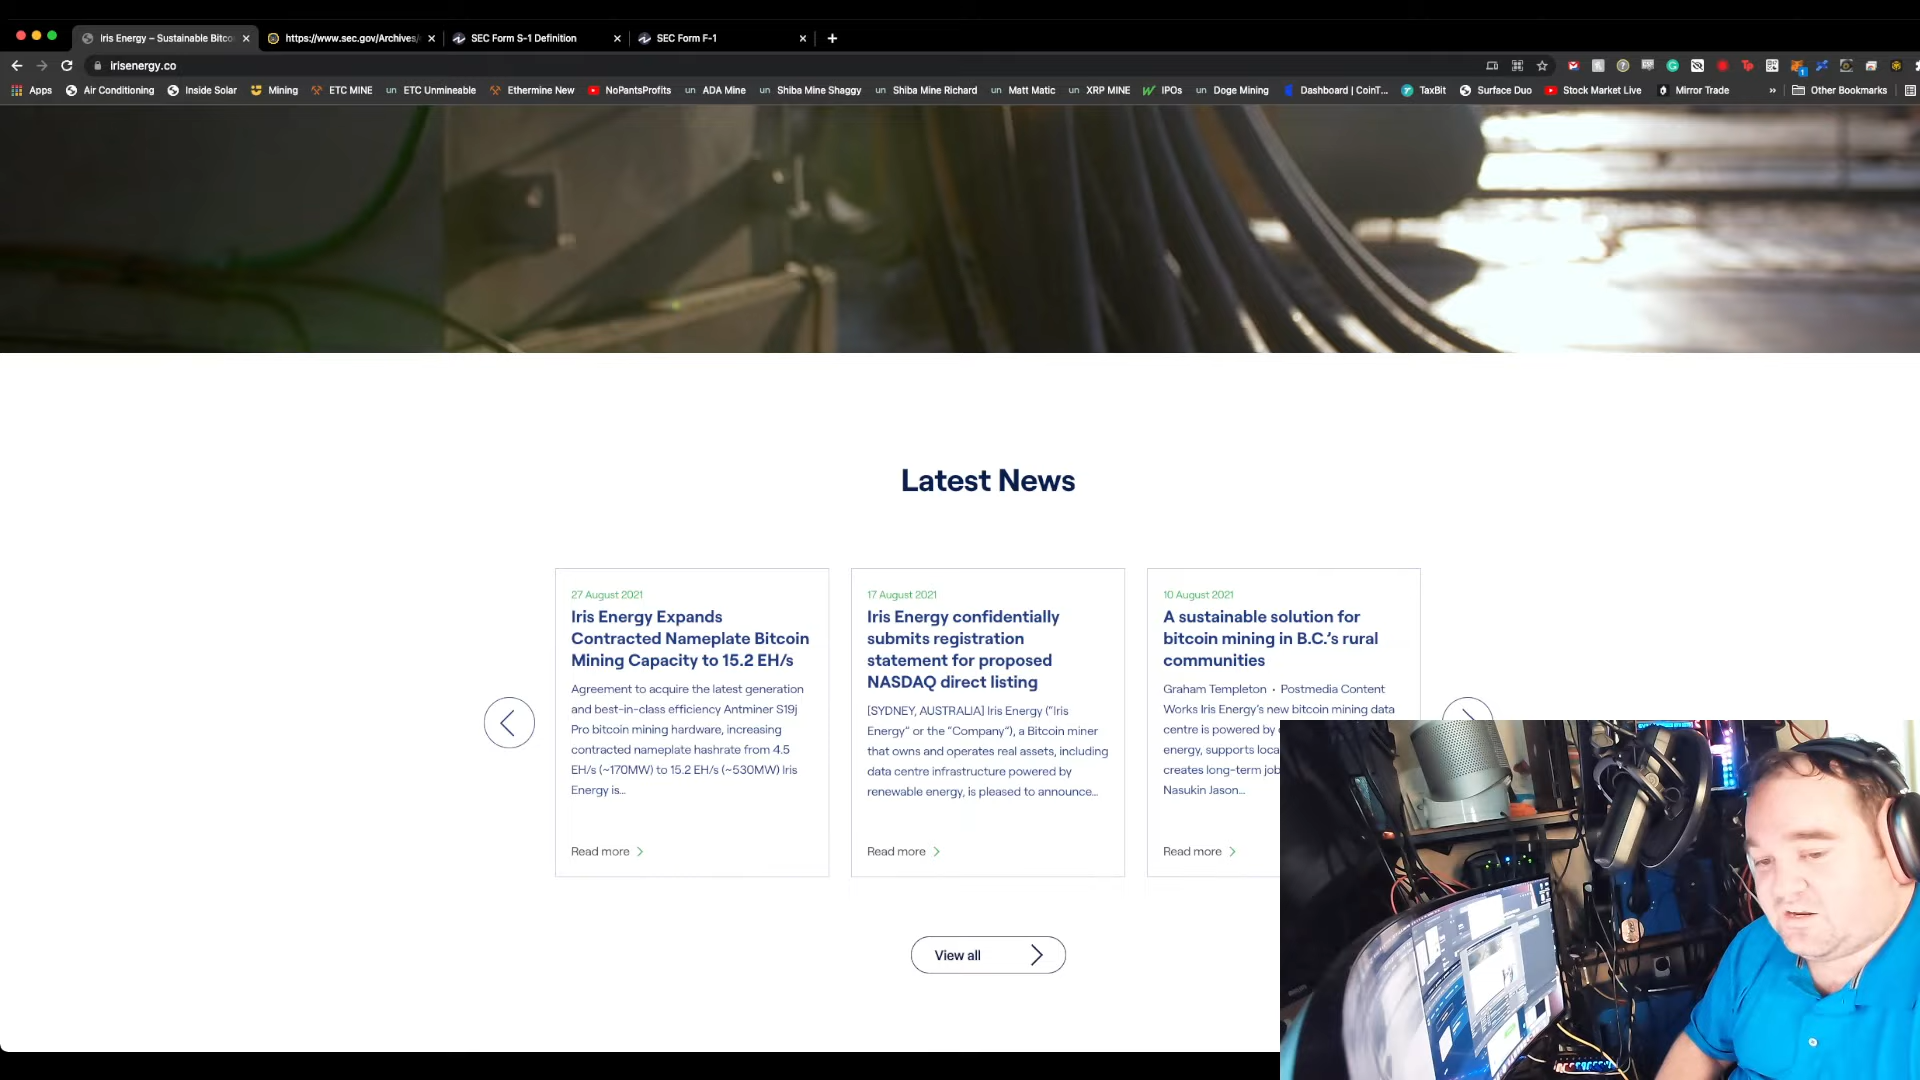 Iris Energy – Sustainable Bitco
https://www.sec.gov/Archives/
SEC Form S-1 Definition
SEC Form F-1
irisenergy.co
Apps
Air Conditioning
Inside Solar
Mining
ETC MINE
un ETC Unmineable
Ethermine New
NoPantsProfits
un ADA Mine
un Shiba Mine Shaggy
un Shiba Mine Richard
un Matt Matic
un XRP MINE
IPOs
un Doge Mining
Dashboard | CoinT...
TaxBit
Surface Duo
Stock Market Live
Mirror Trade
»
Other Bookmarks
Latest News
27 August 2021
Iris Energy Expands
Contracted Nameplate Bitcoin
Mining Capacity to 15.2 EH/s
Agreement to acquire the latest generation
and best-in-class efficiency Antminer S19j
Pro bitcoin mining hardware, increasing
contracted nameplate hashrate from 4.5
EH/s (~170MW) to 15.2 EH/s (~530MW) Iris
Energy is...
Read more
17 August 2021
Iris Energy confidentially
submits registration
statement for proposed
NASDAQ direct listing
[SYDNEY, AUSTRALIA] Iris Energy ("Iris
Energy" or the "Company"), a Bitcoin miner
that owns and operates real assets, including
data centre infrastructure powered by
renewable energy, is pleased to announce...
Read more
10 August 2021
A sustainable solution for
bitcoin mining in B.C.'s rural
communities
Graham Templeton • Postmedia Content
Works Iris Energy's new bitcoin mining data
centre is powered by
energy, supports loca
creates long-term job
Nasukin Jason...
Read more
View all